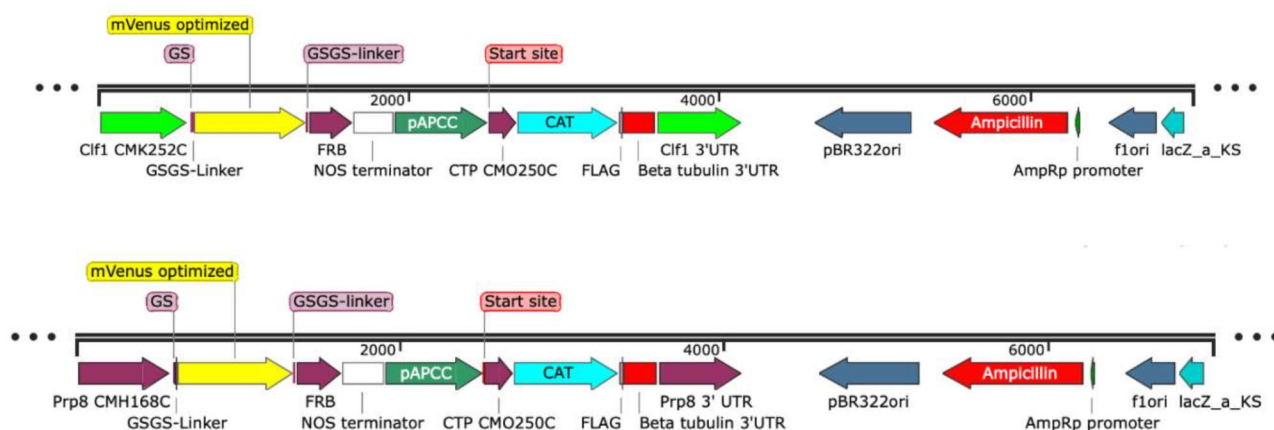 mVenus optimized
GS GSGS-linker Start site
2000 4000 6000
pAPCC CAT Ampicillin
Clf1 CMK252C FRB CTP CMO250C FLAG Clf1 3'UTR pBR322ori f1ori lacZ_a_KS
GSGS-Linker NOS terminator Beta tubulin 3'UTR AmpRp promoter
mVenus optimized
GS GSGS-linker Start site
2000 4000 6000
pAPCC CAT Ampicillin
Prp8 CMH168C FRB CTP CMO250C FLAG Prp8 3' UTR pBR322ori f1ori lacZ_a_KS
GSGS-Linker NOS terminator Beta tubulin 3'UTR AmpRp promoter